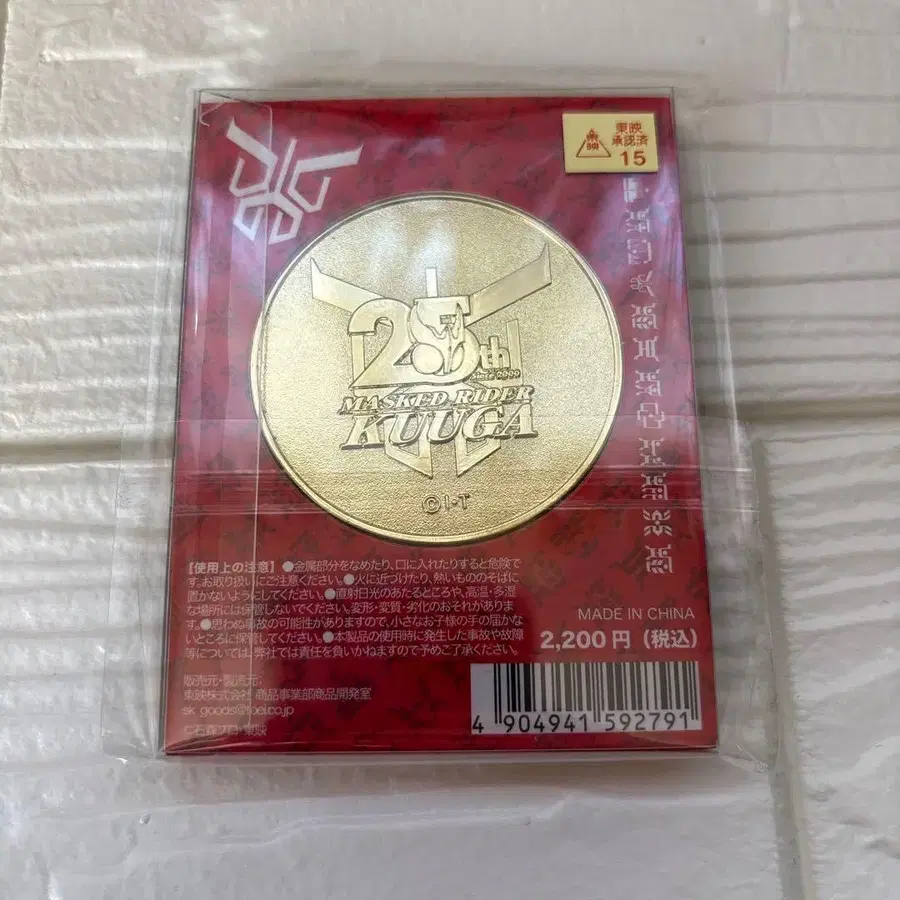 東映
東映
承認済
15
25th
Since 2000
MASKED RIDER
KUUGA
©I·T
【使用上の注意】●金属部分をなめたり、口に入れたりすると危険で
す。お取り扱いにご注意ください。●火に近づけたり、熱いもののそばに
置かないようにしてください。●直射日光のあたるところや、高温・多湿
な場所には保管しないでください。変形・変質・劣化のおそれがありま
す。●思わぬ事故の可能性がありますので、小さなお子様の手の届かな
いところに保管してください。●本製品の使用時に発生した事故や故障
等については、弊社では責任を負いかねますので予めご了承ください。
MADE IN CHINA
2,200円(税込)
販売元・製造元:
東映株式会社 商品事業部商品開発室
sk_goods@toei.co.jp
©石森プロ・東映
4 904941 592791